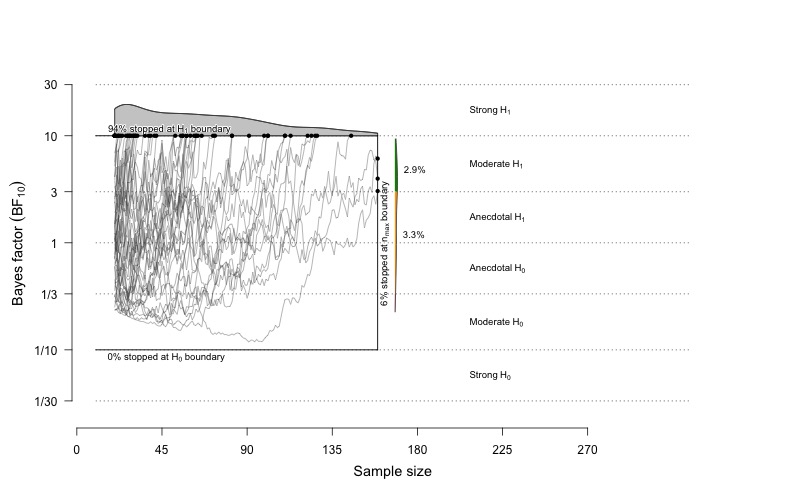 30
Strong H1
94% stopped at H1 boundary
10
2.9%
Moderate H1
3
Anecdotal H1
3.3%
1
Anecdotal H0
6% stopped at nmax boundary
1/3
Moderate H0
1/10
0% stopped at H0 boundary
Strong H0
1/30
Bayes factor (BF10)
0 45 90 135 180 225 270
Sample size